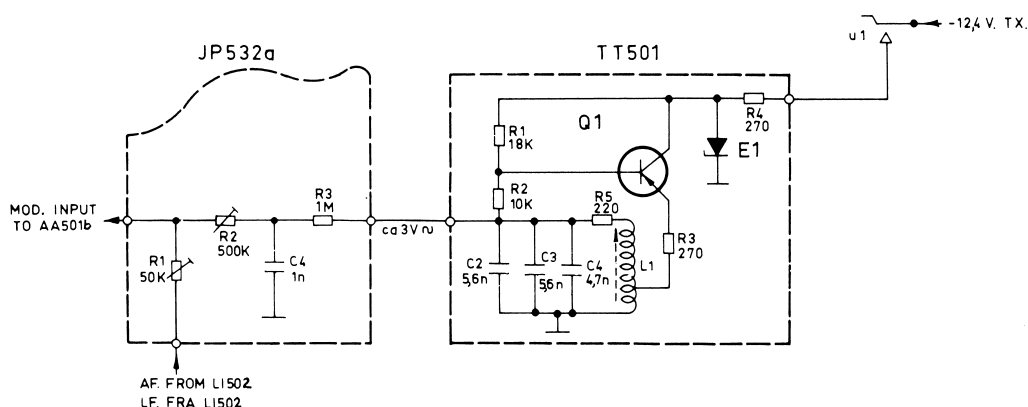 -12,4 V. TX.
u1
JP532a
TT501
R4
270
Q1
E1
R1
18K
R2
10K
R3
1M
R5
220
MOD. INPUT
TO AA501b
R2
500K
ca 3V ~
R3
270
R1
50K
C4
1n
C2
5,6n
C3
5,6n
C4
4,7n
L1
AF. FROM LI502
LF. FRA LI502